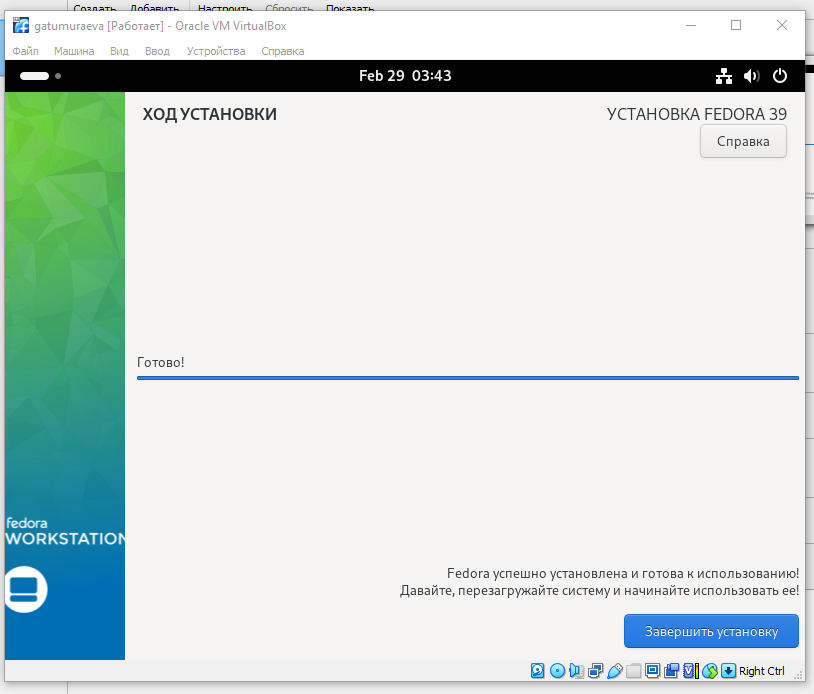 Создать Добавить Настроить Сбросить Показать
gatumuraeva [Работает] - Oracle VM VirtualBox
Файл Машина Вид Ввод Устройства Справка
Feb 29 03:43
ХОД УСТАНОВКИ
УСТАНОВКА FEDORA 39
Справка
Готово!
fedora
WORKSTATION
Fedora успешно установлена и готова к использованию!
Давайте, перезагружайте систему и начинайте использовать ее!
Завершить установку
Right Ctrl